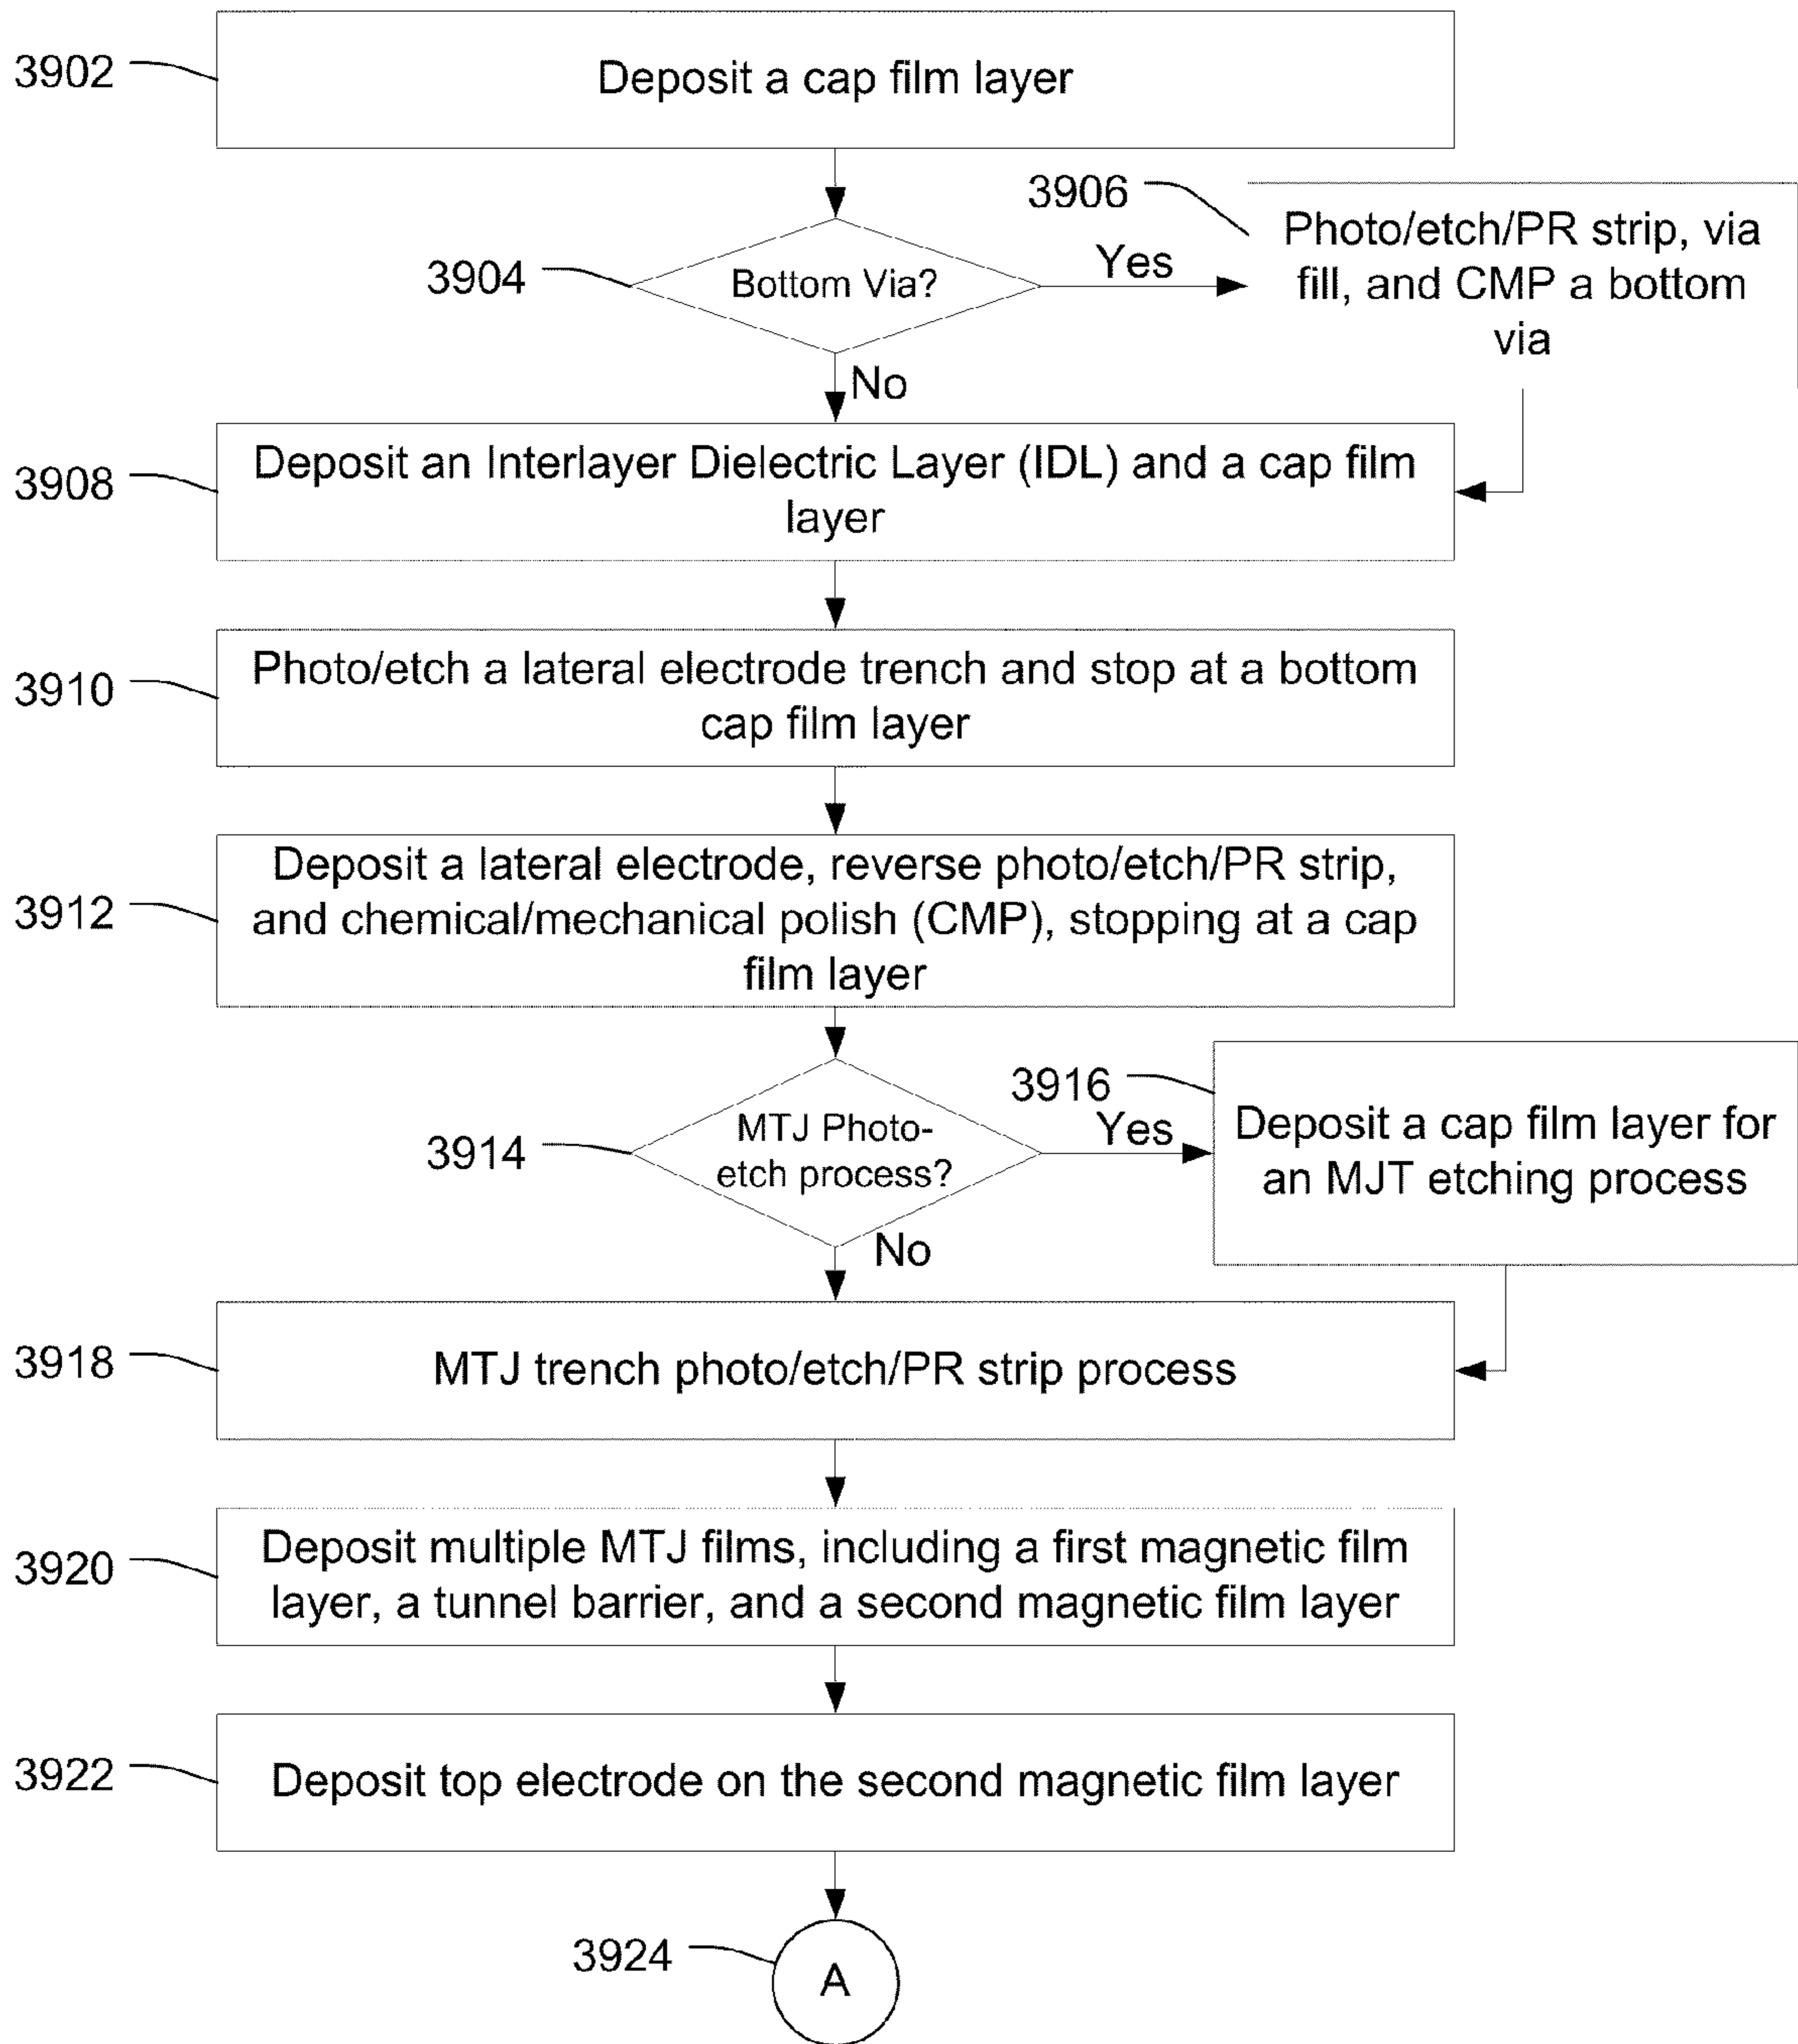 3902
Deposit a cap film layer
3904
Bottom Via?
Yes
No
3906
Photo/etch/PR strip, via
fill, and CMP a bottom
via
3908
Deposit an Interlayer Dielectric Layer (IDL) and a cap film
layer
3910
Photo/etch a lateral electrode trench and stop at a bottom
cap film layer
3912
Deposit a lateral electrode, reverse photo/etch/PR strip,
and chemical/mechanical polish (CMP), stopping at a cap
film layer
3914
MTJ Photo-
etch process?
Yes
No
3916
Deposit a cap film layer for
an MJT etching process
3918
MTJ trench photo/etch/PR strip process
3920
Deposit multiple MTJ films, including a first magnetic film
layer, a tunnel barrier, and a second magnetic film layer
3922
Deposit top electrode on the second magnetic film layer
3924
A